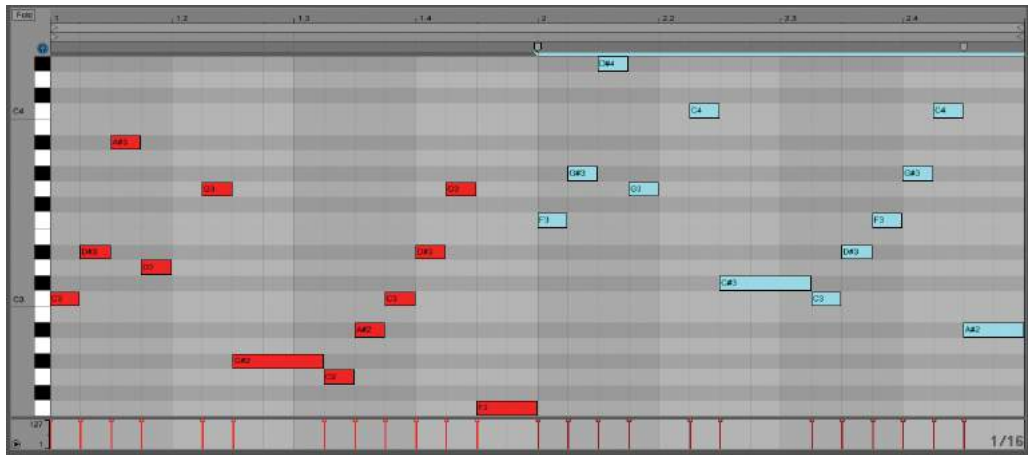 Fold 1 1.2 1.3 1.4 2 2.2 2.3 2.4
D#4
C4 C4 C4
A#3
G#3 G#3
G3 G3 G3
F3 F3
D#3 D#3 D#3
D3
C#3
C3 C3 C3 C3
A#2 A#2
G#2
G2
F2
127
1 1/16